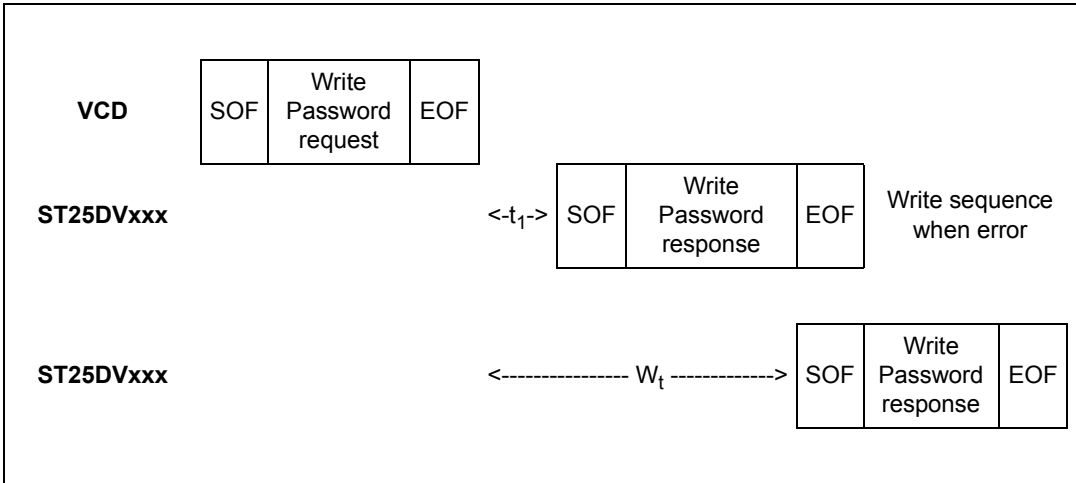 VCD
SOF
Write
Password
request
EOF
ST25DVxxx
<-t₁->
SOF
Write
Password
response
EOF
Write sequence
when error
ST25DVxxx
<---------------- Wₜ ------------->
SOF
Write
Password
response
EOF